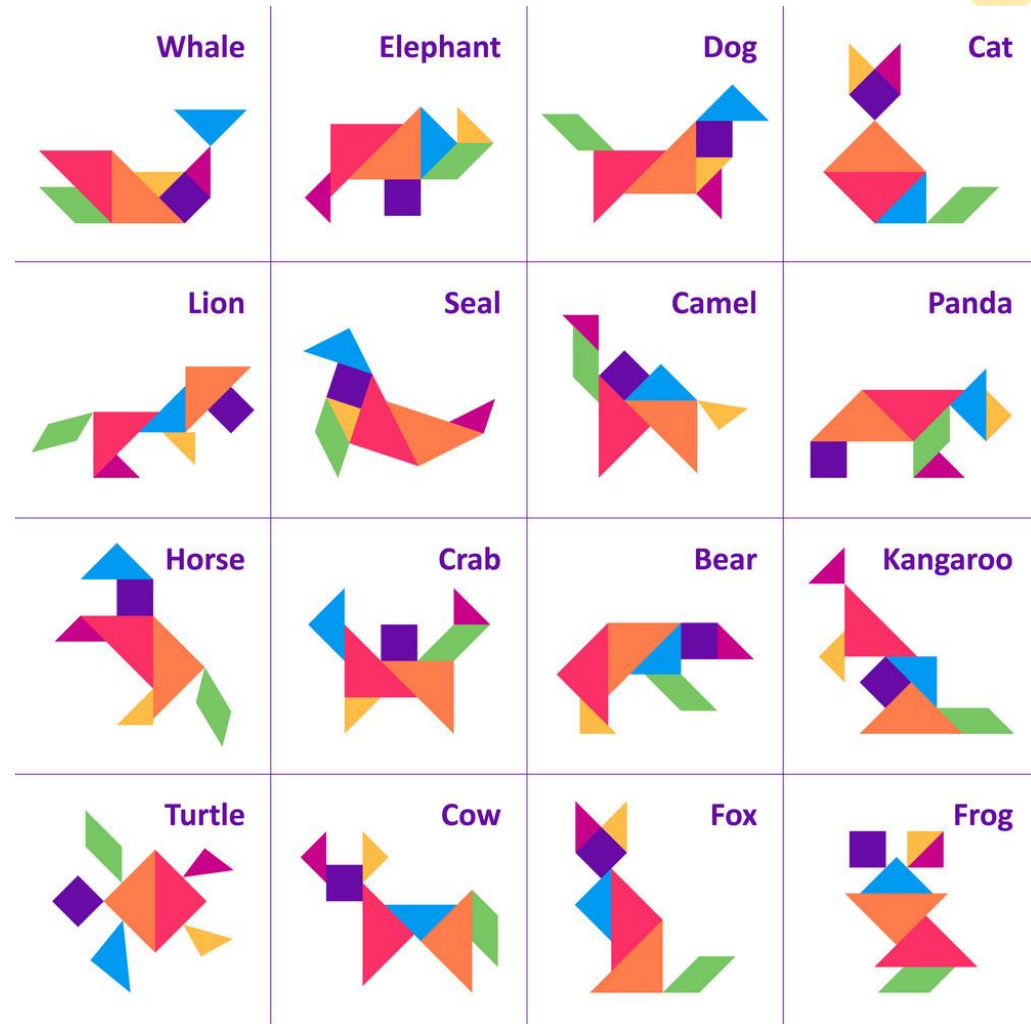 Whale
Elephant
Dog
Cat
Lion
Seal
Camel
Panda
Horse
Crab
Bear
Kangaroo
Turtle
Cow
Fox
Frog